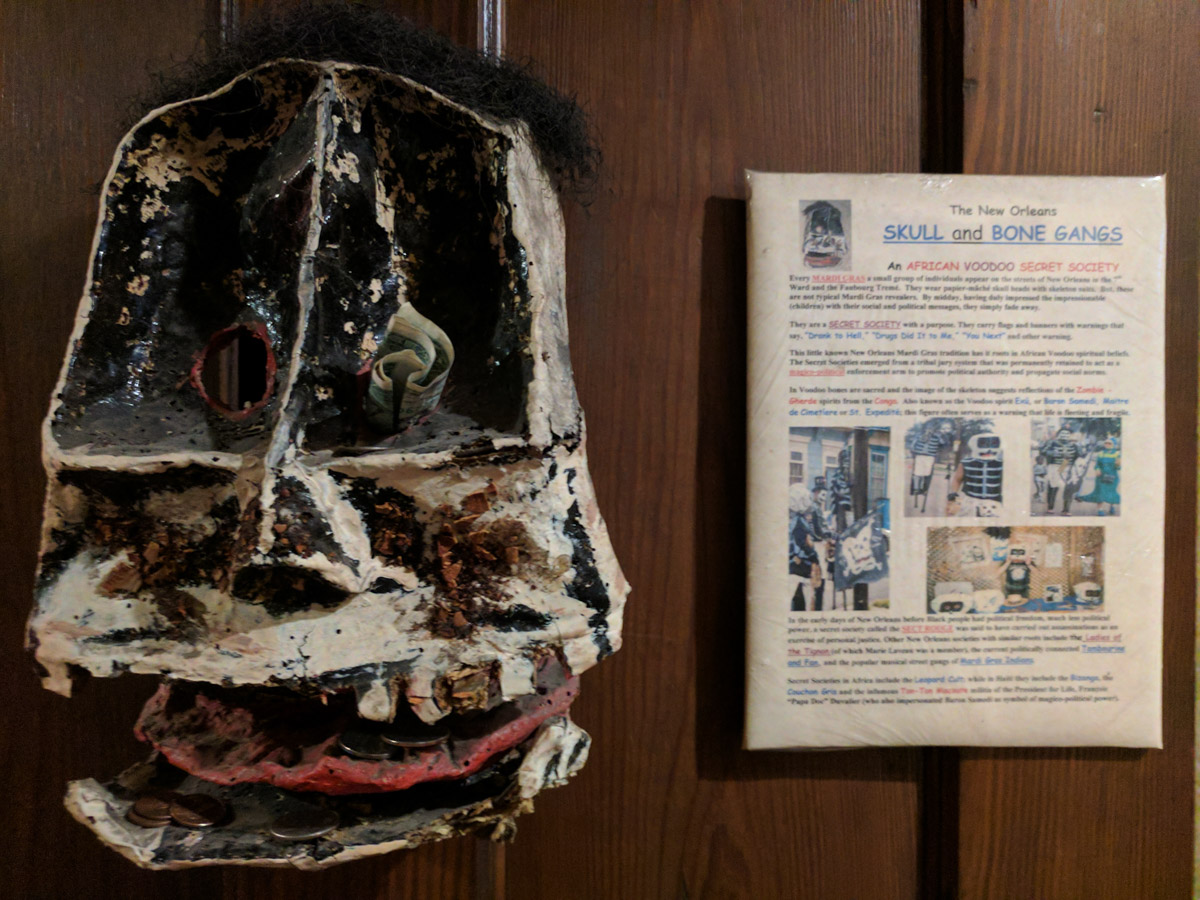 The New Orleans
SKULL and BONE GANGS
An AFRICAN VOODOO SECRET SOCIETY
Every MARDI GRAS a small group of individuals appear on the streets of New Orleans in the
Ward and the Faubourg Tremé. They wear papier-mâché skull heads with skeleton suits. But, these
are not typical Mardi Gras revelers. By midday, having duly impressed the impressionable
(children) with their social and political messages, they simply fade away.
They are a SECRET SOCIETY with a purpose. They carry flags and banners with warnings that
say, "Drank to Hell," "Drugs Did It to Me," "You Next" and other warning.
This little known New Orleans Mardi Gras tradition has it roots in African Voodoo spiritual beliefs.
The Secret Societies emerged from a tribal jury system that was permanently retained to act as a
magico-political enforcement arm to promote political authority and propagate social norms.
In Voodoo bones are sacred and the image of the skeleton suggests reflections of the Zombie -
Ghede spirits from the Congo. Also known as the Voodoo spirit Exú, or Baron Samedi, Maitre
de Cimetiere or St. Expedité; this figure often serves as a warning that life is fleeting and fragile.
In the early days of New Orleans before Black people had political freedom, much less political
power, a secret society called the SECT ROUGE was said to have carried out assassinations as an
exercise of personal justice. Other New Orleans societies with similar roots include the Ladies of
the Tignon (of which Marie Laveau was a member), the current politically connected Tambourine
and Fan, and the popular musical street gangs of Mardi Gras Indians.
Secret Societies in Africa include the Leopard Cult; while in Haiti they include the Bizango, the
Couchon Gris and the infamous Ton-Ton Macoute militia of the President for Life, François
"Papa Doc" Duvalier (who also impersonated Baron Samedi as symbol of magico-political power).